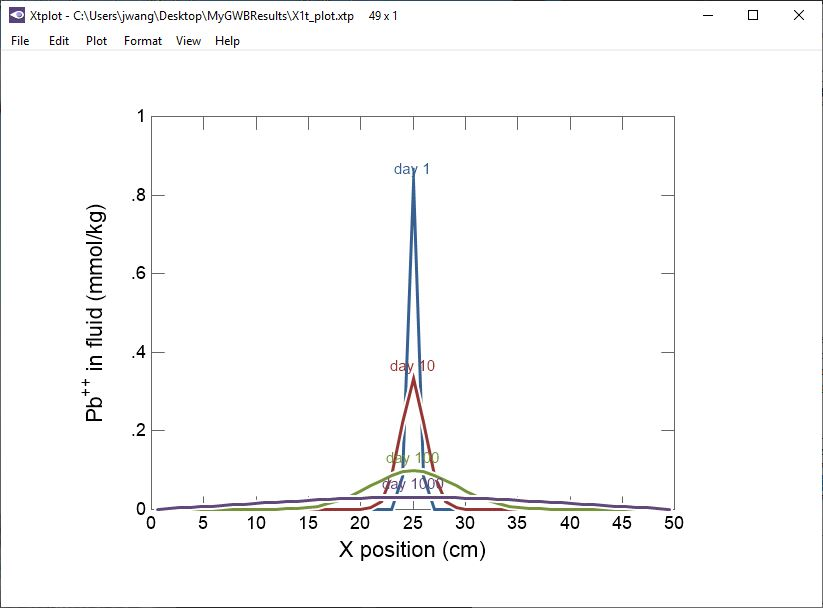 Xtplot - C:\Users\jwang\Desktop\MyGWBResults\X1t_plot.xtp 49 x 1
File Edit Plot Format View Help
1
.8
.6
.4
.2
0
Pb++ in fluid (mmol/kg)
day 1
day 10
day 100
day 1000
0 5 10 15 20 25 30 35 40 45 50
X position (cm)